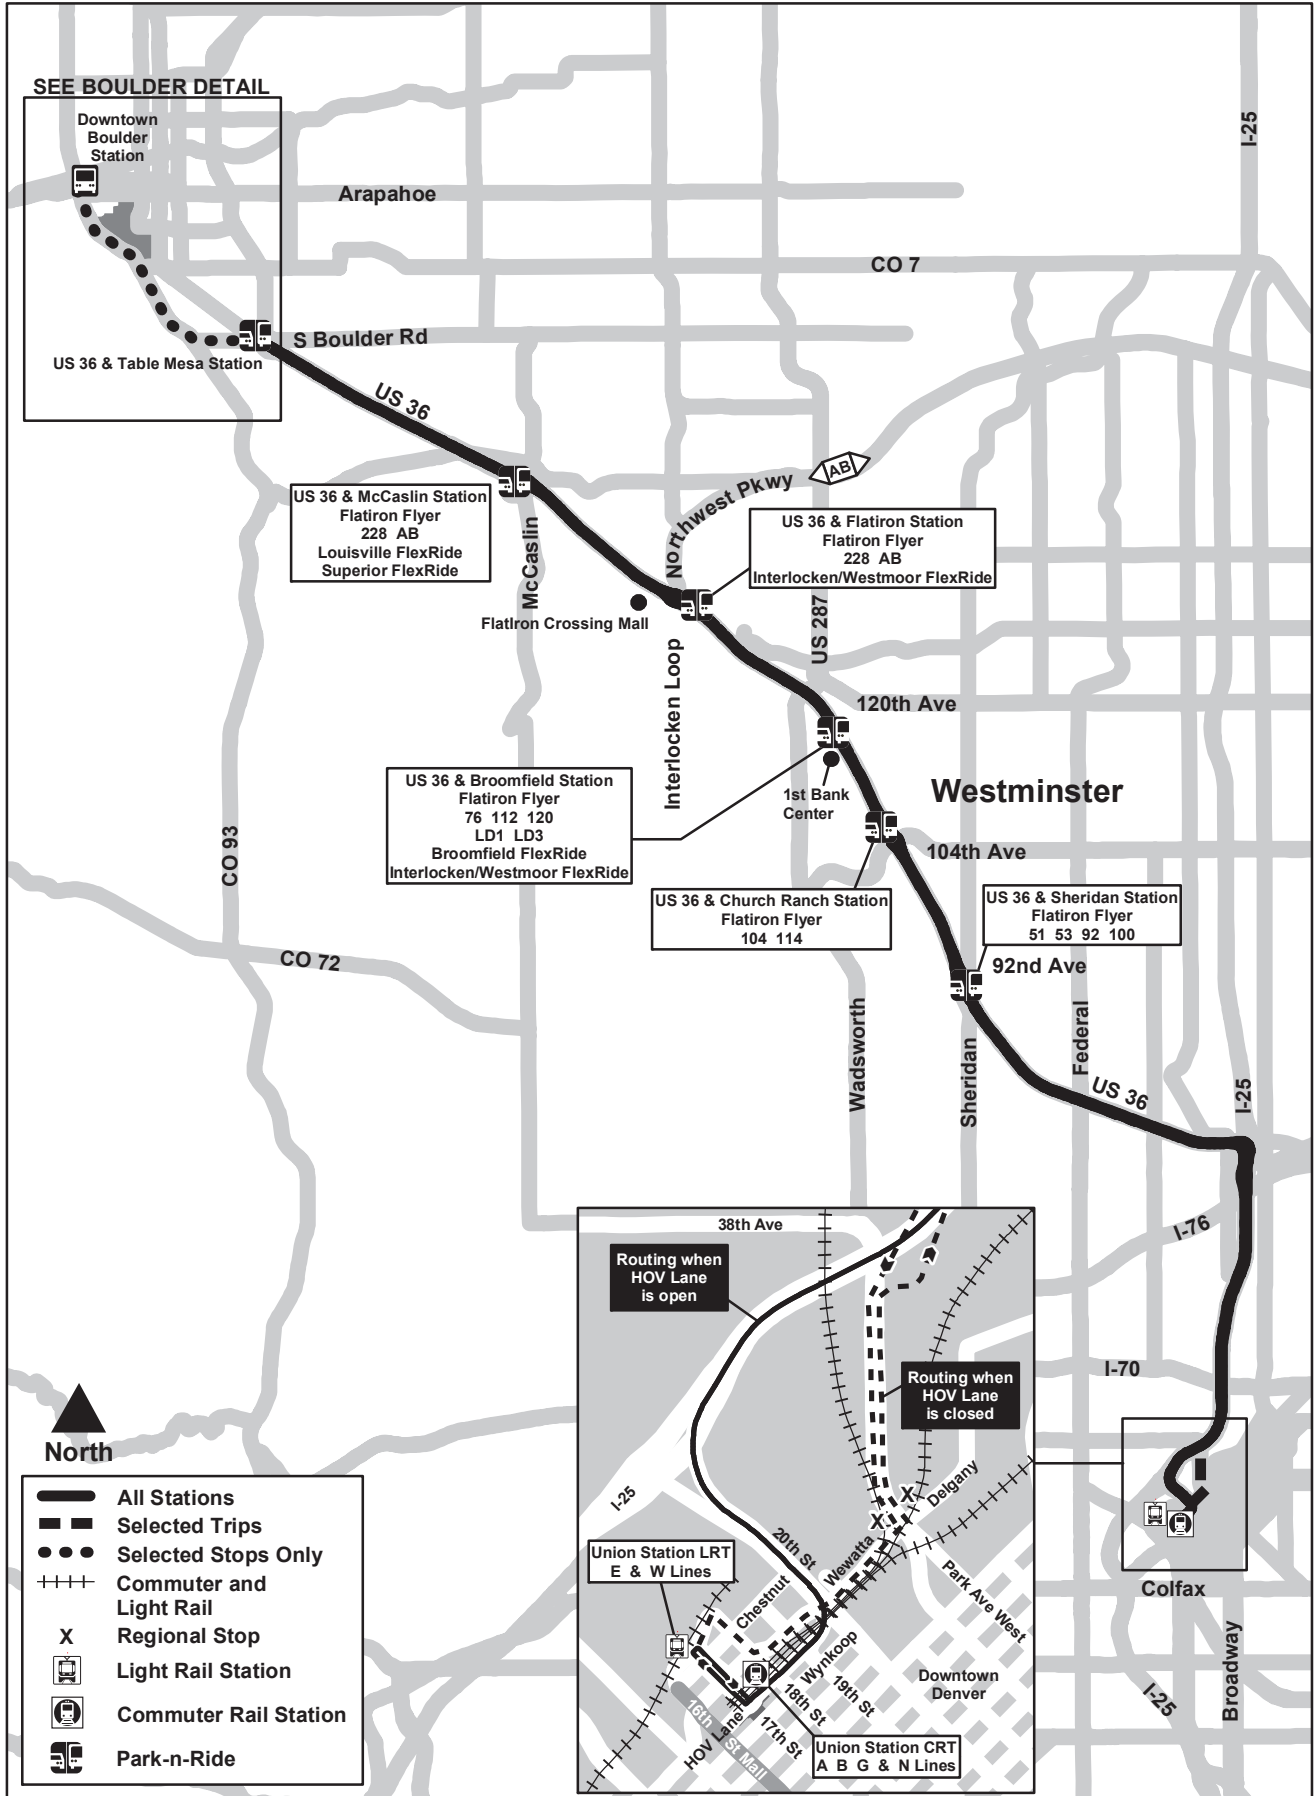 SEE BOULDER DETAIL
Downtown
Boulder
Station
I-25
Arapahoe
CO 7
S Boulder Rd
US 36 & Table Mesa Station
US 36
AB
Northwest Pkwy
US 36 & McCaslin Station
Flatiron Flyer
228 AB
Louisville FlexRide
Superior FlexRide
McCaslin
US 36 & Flatiron Station
Flatiron Flyer
228 AB
Interlocken/Westmoor FlexRide
FlatIron Crossing Mall
US 287
Interlocken Loop
120th Ave
US 36 & Broomfield Station
Flatiron Flyer
76 112 120
LD1 LD3
Broomfield FlexRide
Interlocken/Westmoor FlexRide
1st Bank
Center
Westminster
CO 93
104th Ave
US 36 & Church Ranch Station
Flatiron Flyer
104 114
US 36 & Sheridan Station
Flatiron Flyer
51 53 92 100
CO 72
92nd Ave
Wadsworth
Sheridan
Federal
US 36
I-25
I-76
38th Ave
Routing when
HOV Lane
is open
Routing when
HOV Lane
is closed
I-70
North
All Stations
Selected Trips
Selected Stops Only
Commuter and
Light Rail
X Regional Stop
Light Rail Station
Commuter Rail Station
Park-n-Ride
I-25
X
X
Delgany
20th St
Wewatta
Union Station LRT
E & W Lines
Chestnut
Park Ave West
Wynkoop
19th St
18th St
17th St
Downtown
Denver
16th St Mall
HOV Lane
Union Station CRT
A B G & N Lines
Colfax
Broadway
I-25